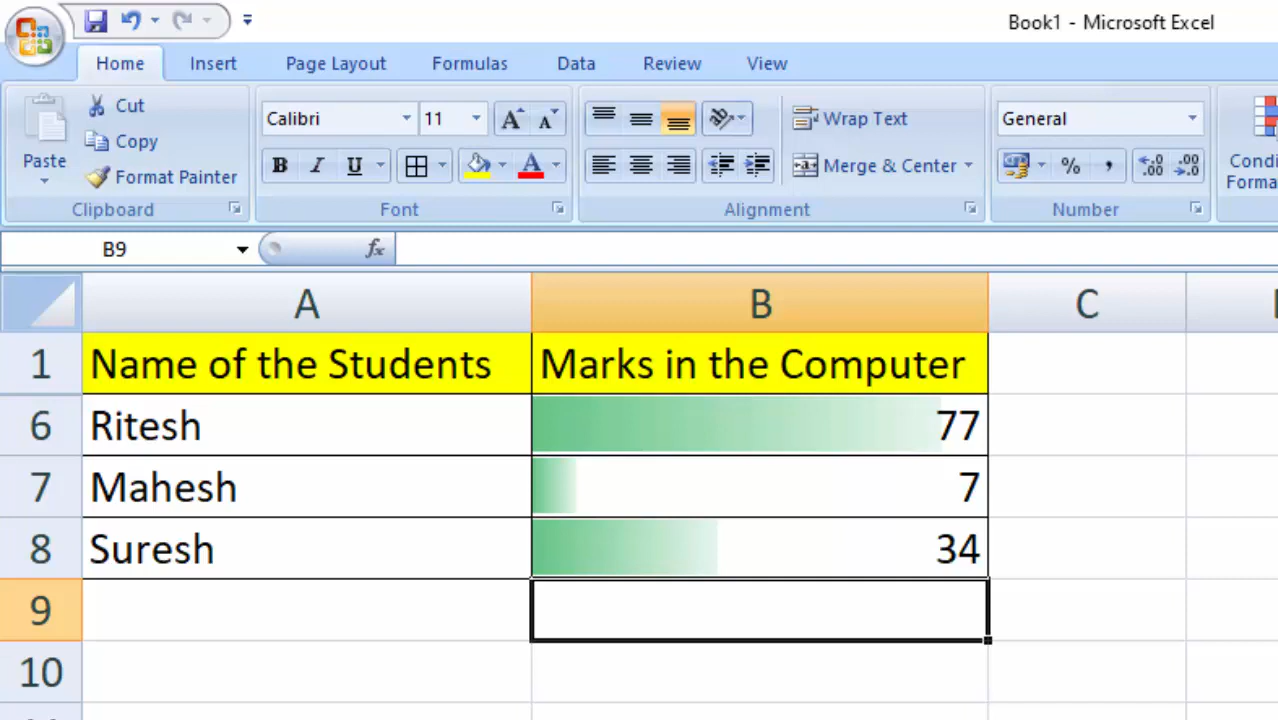 Book1 - Microsoft Excel
Home Insert Page Layout Formulas Data Review View
Paste
Cut
Copy
Format Painter
Clipboard
Calibri 11
B I U A
Font
Wrap Text
Merge & Center
Alignment
General
% , .00 .00
Number
B9 fx
A B C
1 Name of the Students Marks in the Computer
6 Ritesh 77
7 Mahesh 7
8 Suresh 34
9
10